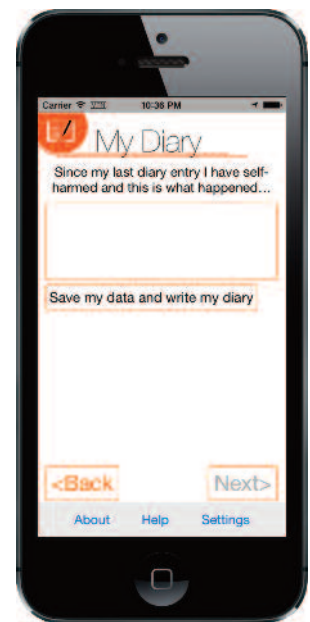 Carrier 10:36 PM
My Diary
Since my last diary entry I have self-
harmed and this is what happened...
Save my data and write my diary
<Back Next>
About Help Settings